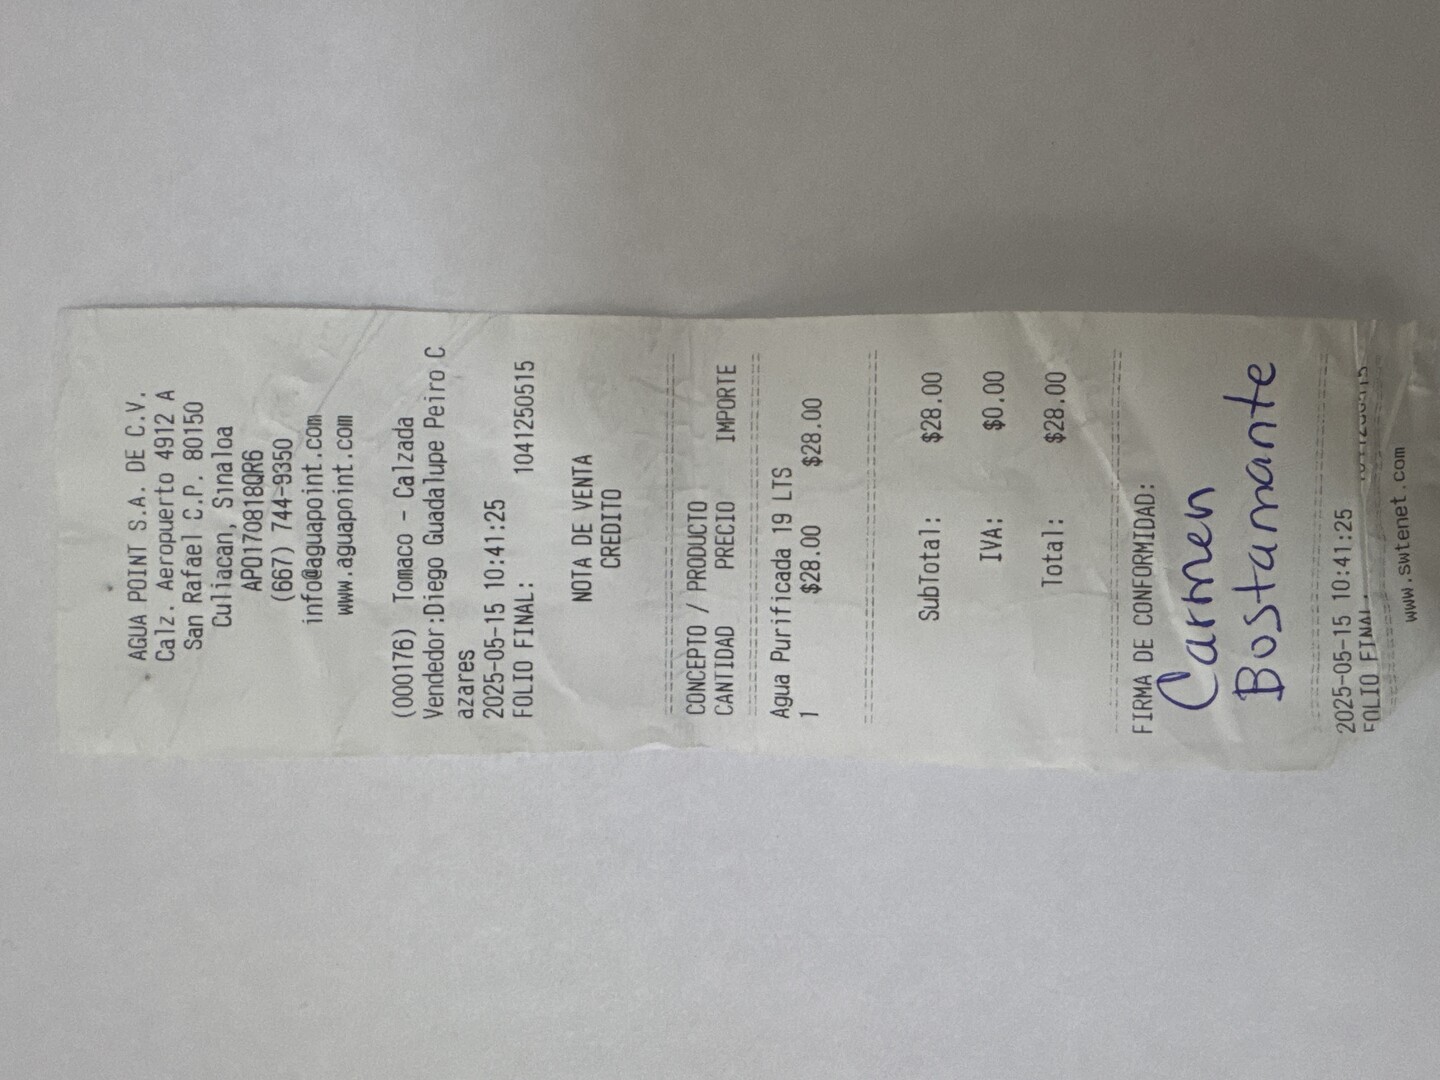 AGUA POINT S.A. DE C.V.
Calz. Aeropuerto 4912 A
San Rafael C.P. 80150
Culiacan, Sinaloa
APO170818QR6
(667) 744-9350
info@aguapoint.com
www.aguapoint.com
(000176) Tomaco - Calzada
Vendedor:Diego Guadalupe Peiro C
azares
2025-05-15 10:41:25
FOLIO FINAL: 1041250515
NOTA DE VENTA
CREDITO
CONCEPTO / PRODUCTO
CANTIDAD PRECIO IMPORTE
Agua Purificada 19 LTS
1 $28.00 $28.00
SubTotal: $28.00
IVA: $0.00
Total: $28.00
FIRMA DE CONFORMIDAD:
Carmen
Bostamante
2025-05-15 10:41:25
FOLIO FINAL:
www.swtenet.com